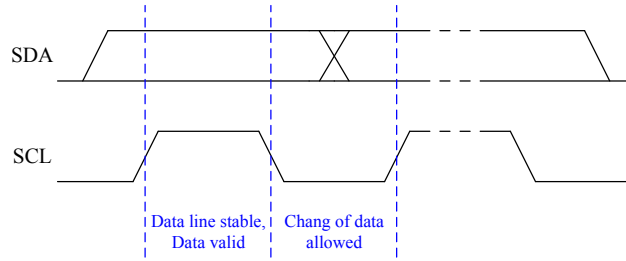 SDA
SCL
Data line stable,
Data valid
Chang of data
allowed